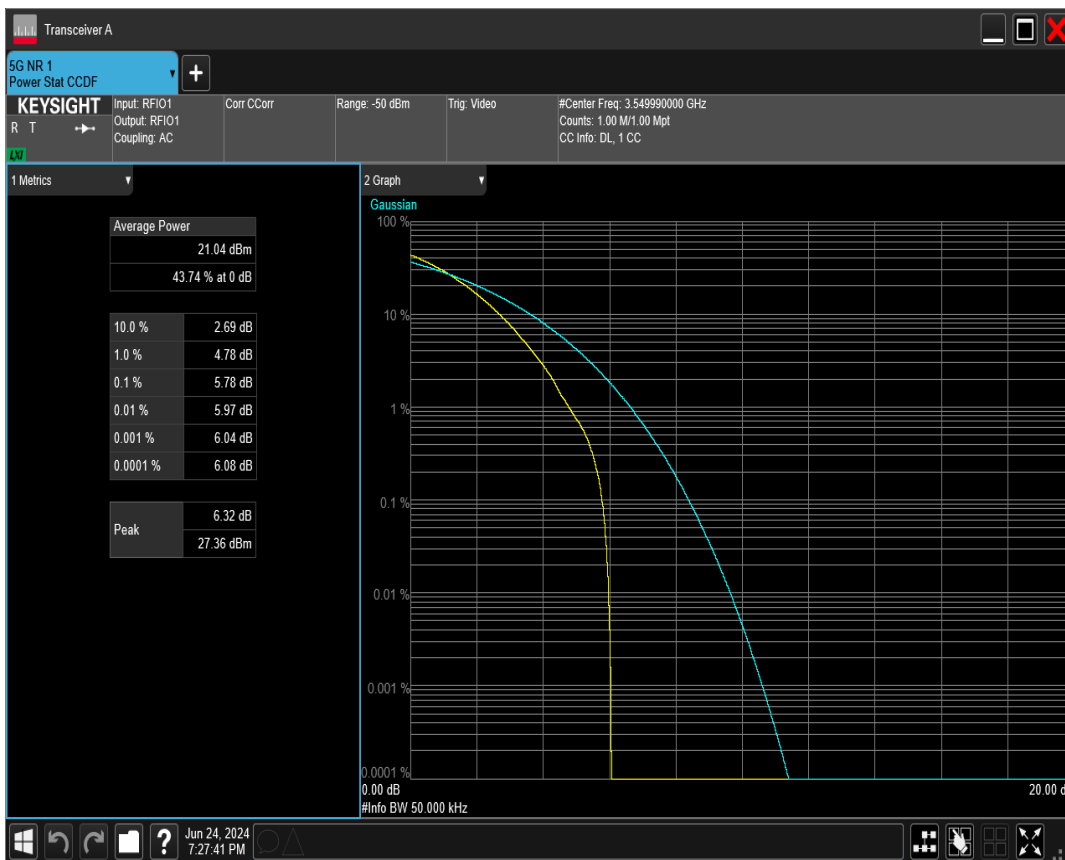 Transceiver A
5G NR 1
Power Stat CCDF
+
KEYSIGHT
R T
LXI
Input: RFIO1
Output: RFIO1
Coupling: AC
Corr CCorr
Range: -50 dBm
Trig: Video
#Center Freq: 3.549990000 GHz
Counts: 1.00 M/1.00 Mpt
CC Info: DL, 1 CC
1 Metrics
Average Power
21.04 dBm
43.74 % at 0 dB
10.0 % 2.69 dB
1.0 % 4.78 dB
0.1 % 5.78 dB
0.01 % 5.97 dB
0.001 % 6.04 dB
0.0001 % 6.08 dB
Peak
6.32 dB
27.36 dBm
2 Graph
Gaussian
100 %
10 %
1 %
0.1 %
0.01 %
0.001 %
0.0001 %
0.00 dB 20.00 d
#Info BW 50.000 kHz
? Jun 24, 2024
7:27:41 PM